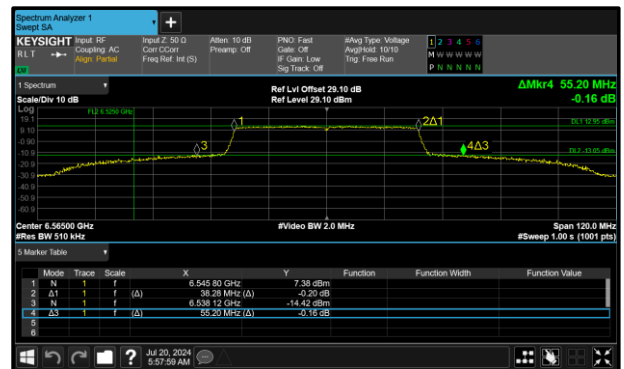 Spectrum Analyzer 1
Swept SA
+
KEYSIGHT Input: RF Input Z: 50 Ω Atten: 10 dB PNO: Fast #Avg Type: Voltage 1 2 3 4 5 6
RLT Coupling: AC Corr CCorr Preamp: Off Gate: Off Avg|Hold: 10/10 M W W W W W
Align: Partial Freq Ref: Int (S) IF Gain: Low Trig: Free Run
Sig Track: Off P N N N N N
LW
1 Spectrum ΔMkr4 55.20 MHz
Ref Lvl Offset 29.10 dB
Scale/Div 10 dB Ref Level 29.10 dBm -0.16 dB
Log
19.1
9.10
-0.90
-10.9
-20.9
-30.9
-40.9
-50.9
-60.9
1
2Δ1
3
4Δ3
DL1 12.95 dBm
DL2 -13.05 dBm
Center 6.56500 GHz #Video BW 2.0 MHz Span 120.0 MHz
#Res BW 510 kHz #Sweep 1.00 s (1001 pts)
5 Marker Table
Mode Trace Scale X Y Function Function Width Function Value
1 N 1 f 6.545 80 GHz 7.38 dBm
2 Δ1 1 f (Δ) 38.28 MHz (Δ) -0.20 dB
3 N 1 f 6.538 12 GHz -14.42 dBm
4 Δ3 1 f (Δ) 55.20 MHz (Δ) -0.16 dB
5
6
? Jul 20, 2024
5:57:59 AM